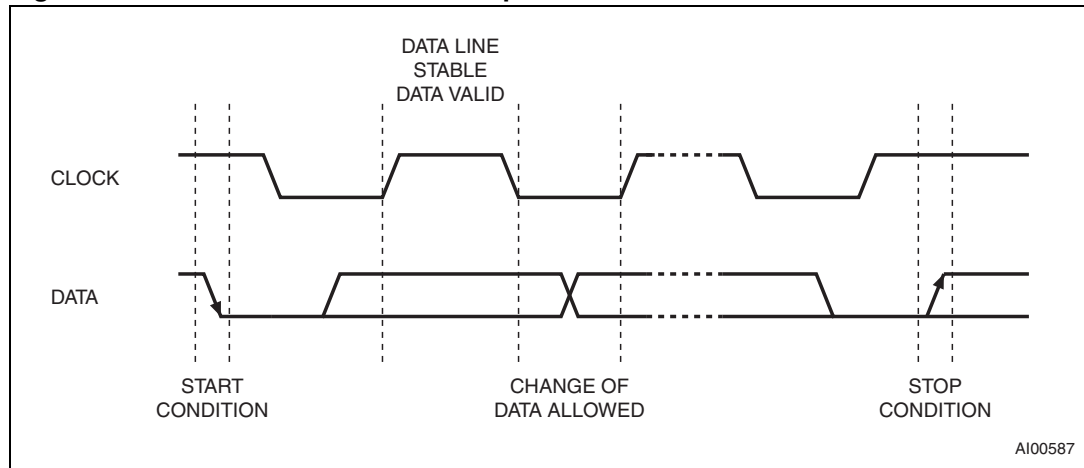 DATA LINE
STABLE
DATA VALID
CLOCK
DATA
START
CONDITION
CHANGE OF
DATA ALLOWED
STOP
CONDITION
AI00587